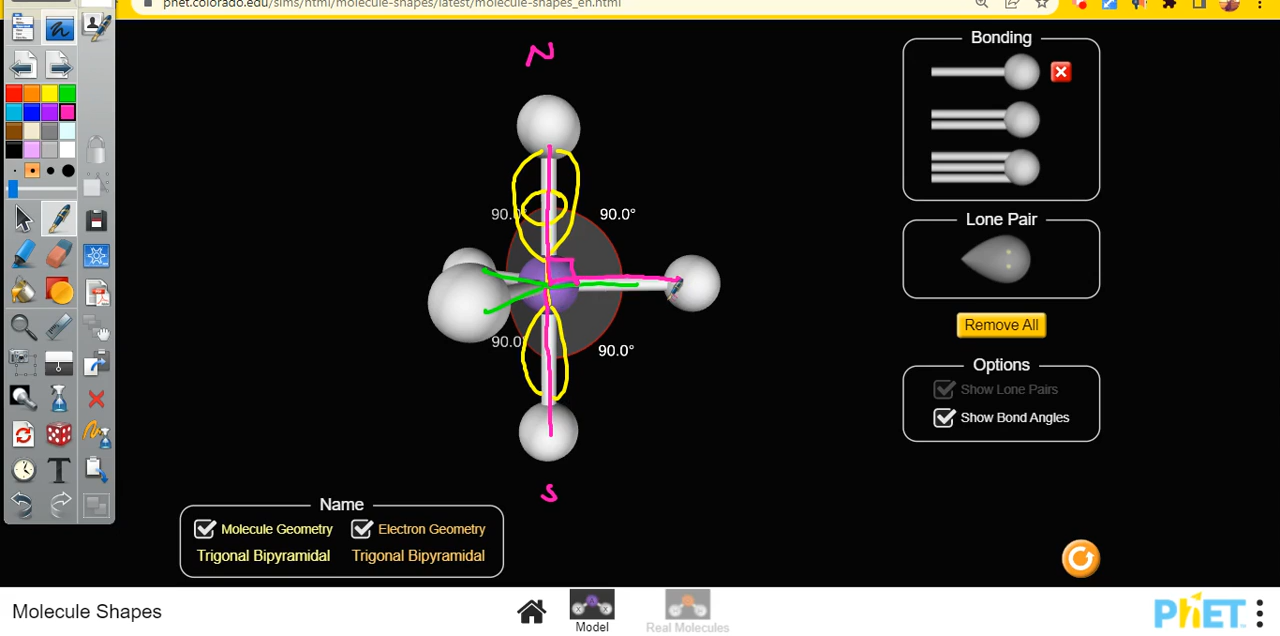 phet.colorado.edu/sims/html/molecule-shapes/latest/molecule-shapes_en.html
N
Bonding
90.0°
90.0°
Lone Pair
90.0°
90.0°
Remove All
Options
Show Lone Pairs
Show Bond Angles
S
Name
Molecule Geometry
Electron Geometry
Trigonal Bipyramidal
Trigonal Bipyramidal
T
Molecule Shapes
Model
Real Molecules
PhET